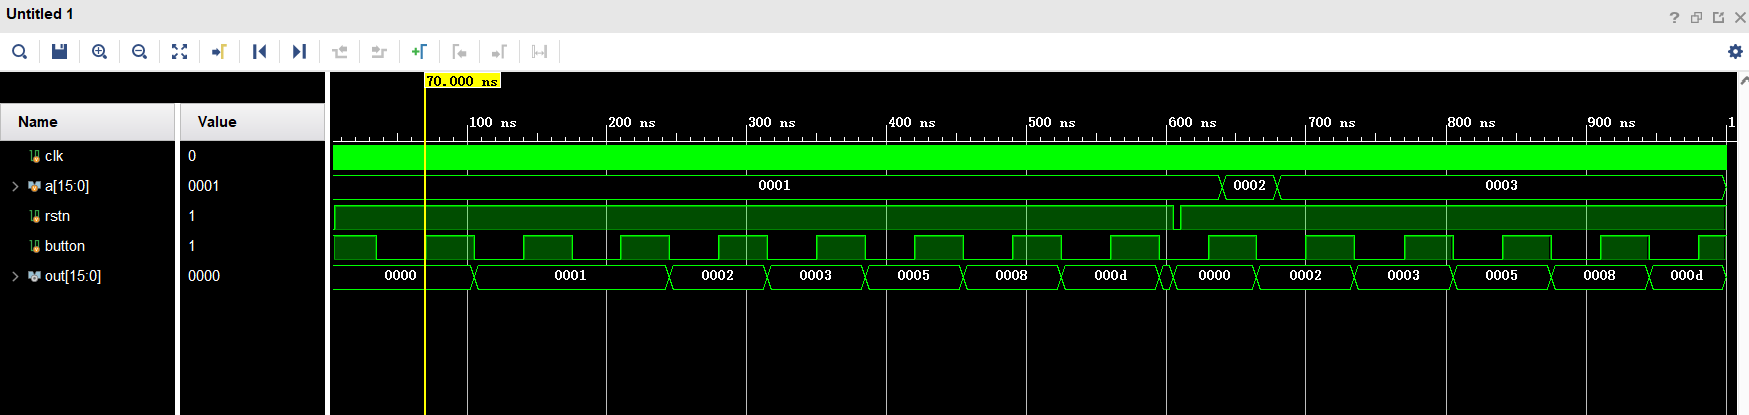 Untitled 1
70.000 ns
Name Value 100 ns 200 ns 300 ns 400 ns 500 ns 600 ns 700 ns 800 ns 900 ns 1
clk 0
a[15:0] 0001 0001 0002 0003
rstn 1
button 1
out[15:0] 0000 0000 0001 0002 0003 0005 0008 000d 0000 0002 0003 0005 0008 000d